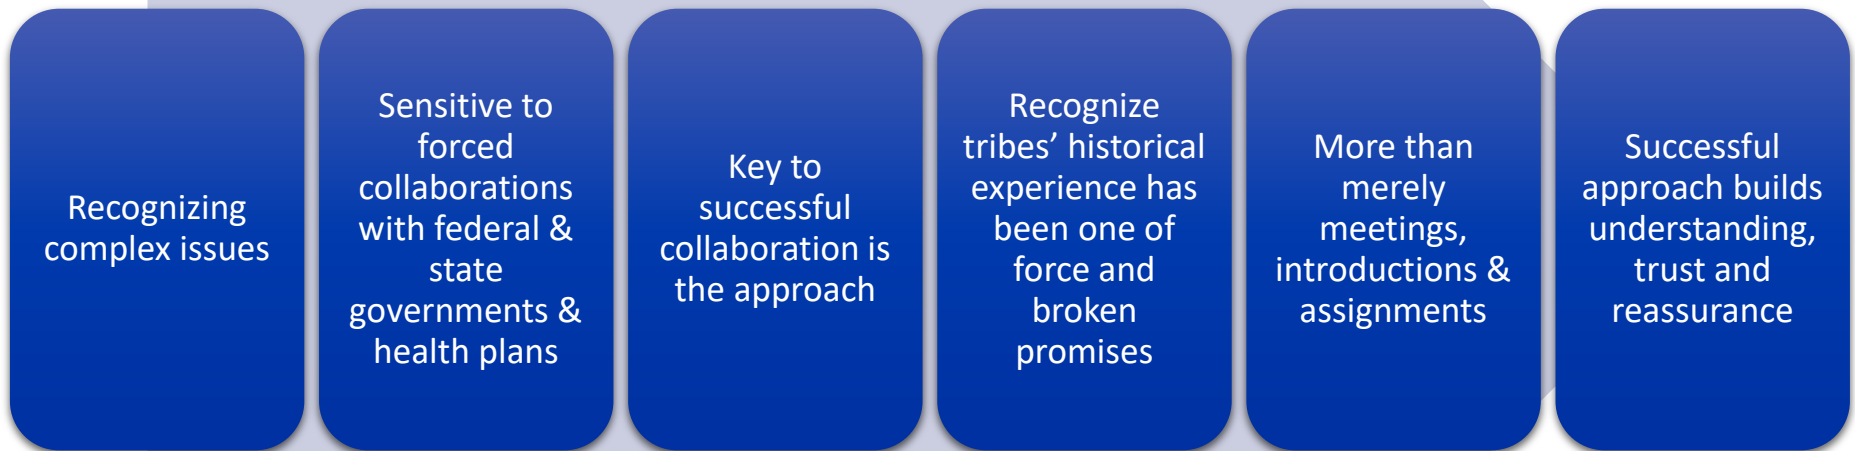 Recognizing
complex issues
Sensitive to
forced
collaborations
with federal &
state
governments &
health plans
Key to
successful
collaboration is
the approach
Recognize
tribes’ historical
experience has
been one of
force and
broken
promises
More than
merely
meetings,
introductions &
assignments
Successful
approach builds
understanding,
trust and
reassurance